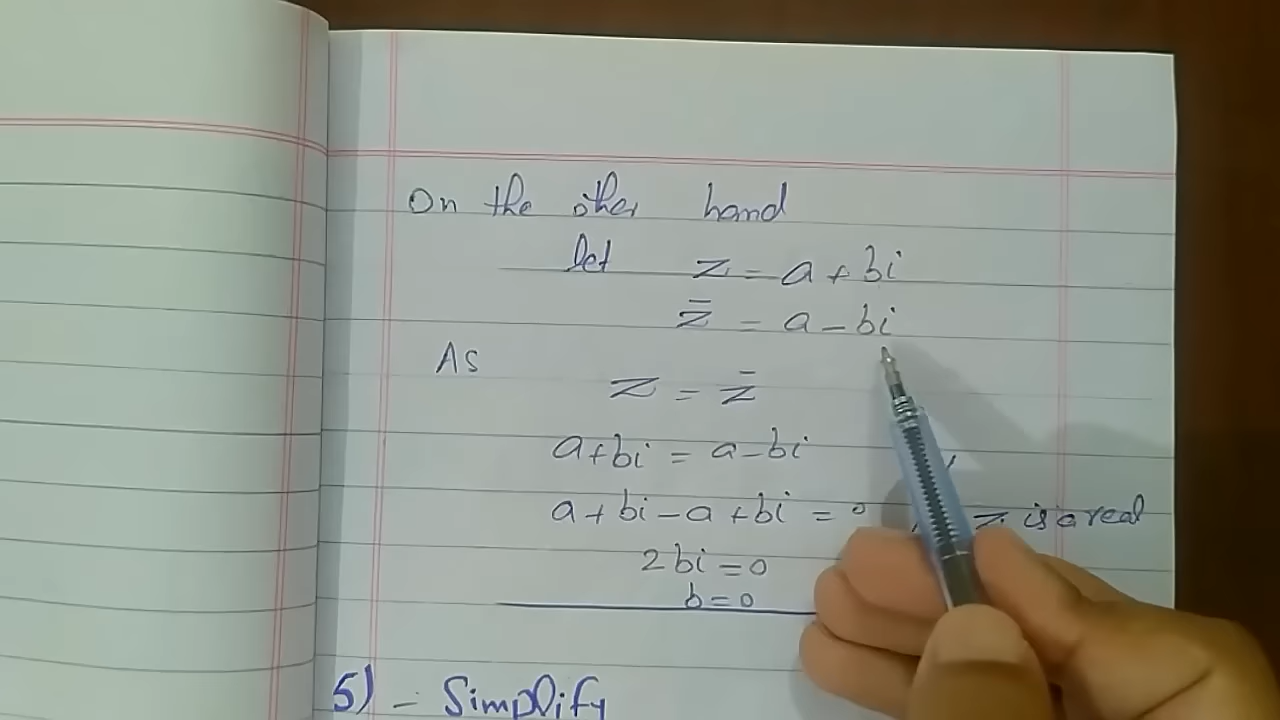 On the other hand
let z = a + bi
z̄ = a - bi
As
z = z̄
a + bi = a - bi
a + bi - a + bi = 0
z is a real
2bi = 0
b = 0
5) - Simplify